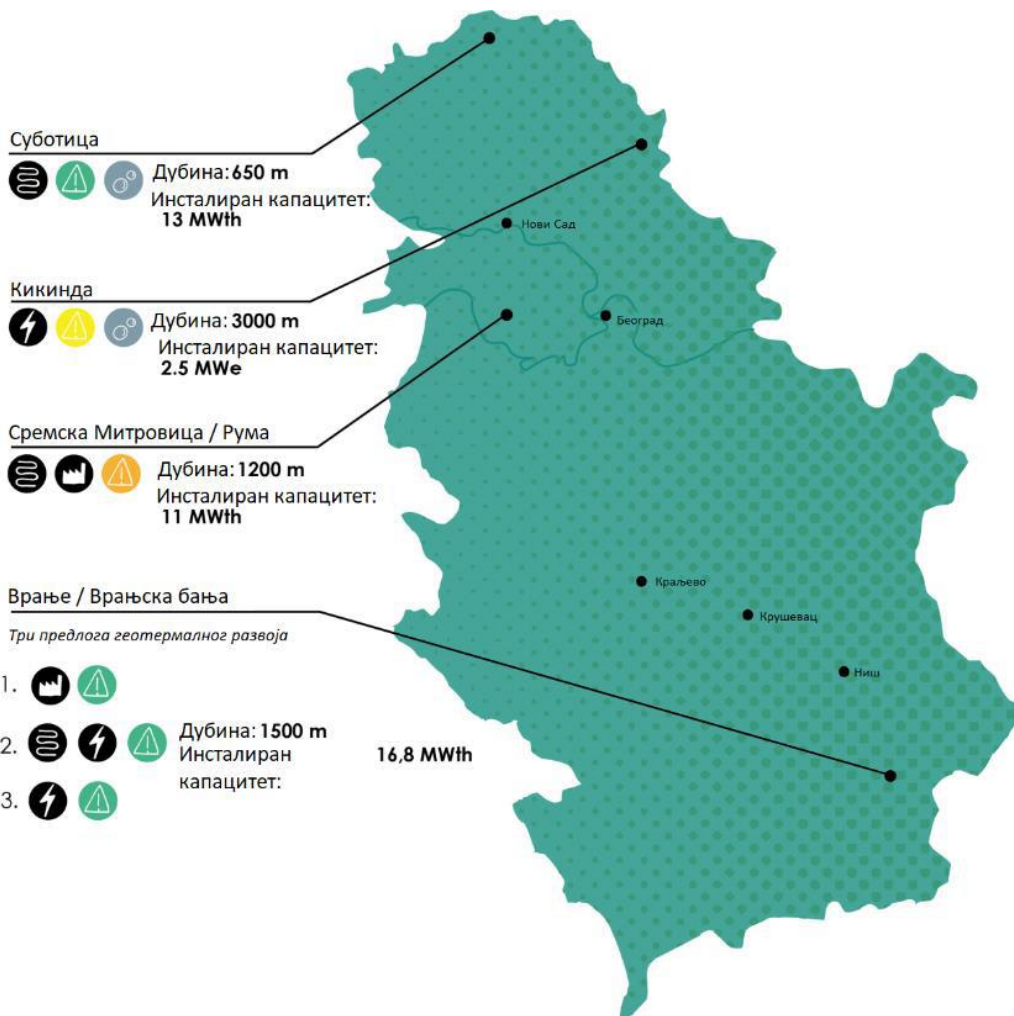 Суботица
Дубина: 650 m
Инсталиран капацитет:
13 MWth
Кикинда
Дубина: 3000 m
Инсталиран капацитет:
2.5 MWe
Сремска Митровица / Рума
Дубина: 1200 m
Инсталиран капацитет:
11 MWth
Врање / Врањска бања
Три предлога геотермалног развоја
1.
2.
Дубина: 1500 m
Инсталиран
капацитет:
16,8 MWth
3.
Нови Сад
Београд
Краљево
Крушевац
Ниш